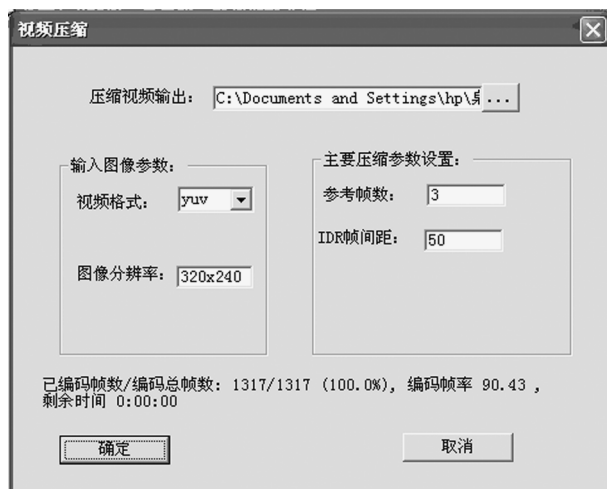 视频压缩
压缩视频输出: C:\Documents and Settings\hp\ ...
输入图像参数:
视频格式: yuv
图像分辨率: 320x240
主要压缩参数设置:
参考帧数: 3
IDR帧间距: 50
已编码帧数/编码总帧数: 1317/1317 (100.0%), 编码帧率 90.43 ,
剩余时间 0:00:00
确定
取消